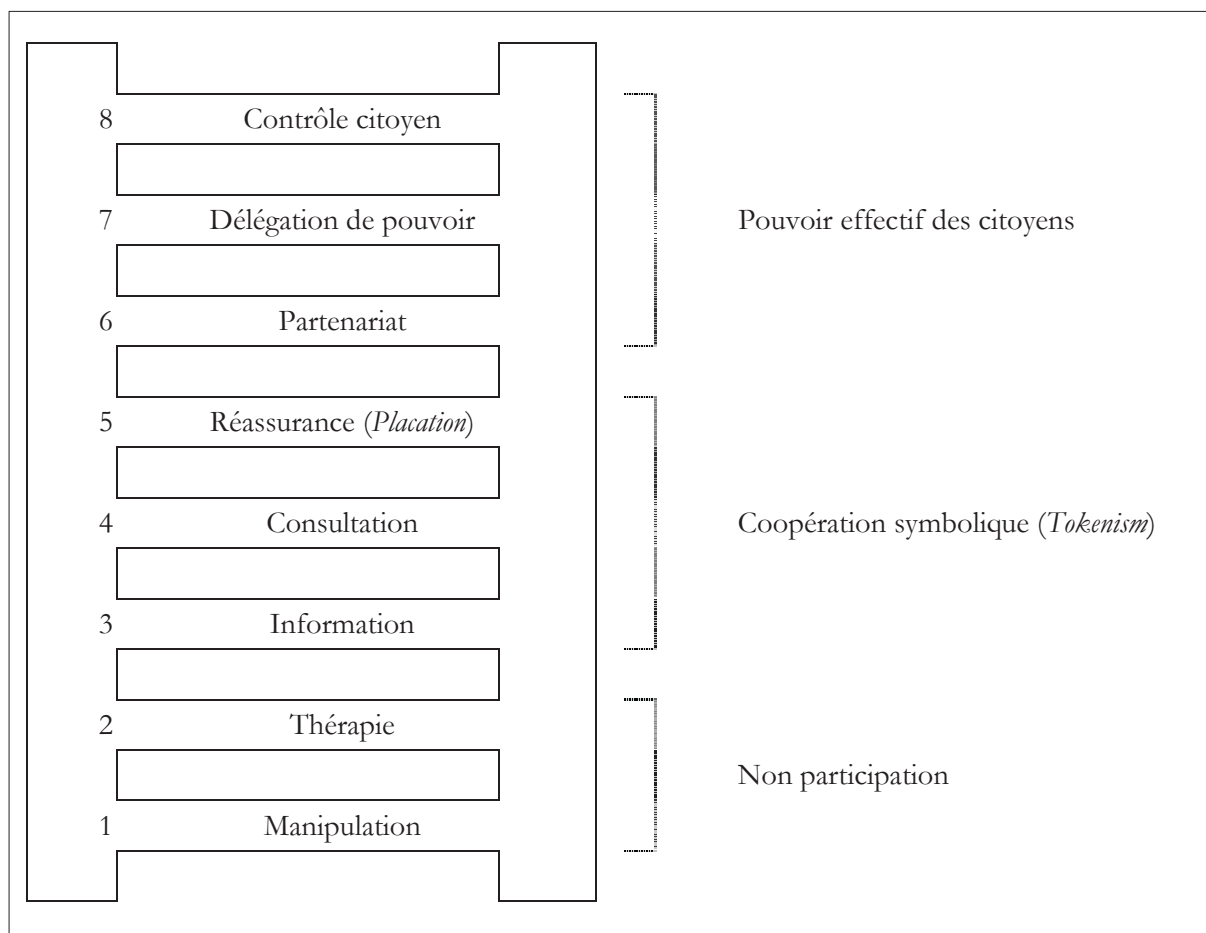 8 Contrôle citoyen
7 Délégation de pouvoir
Pouvoir effectif des citoyens
6 Partenariat
5 Réassurance (Placation)
4 Consultation
Coopération symbolique (Tokenism)
3 Information
2 Thérapie
Non participation
1 Manipulation